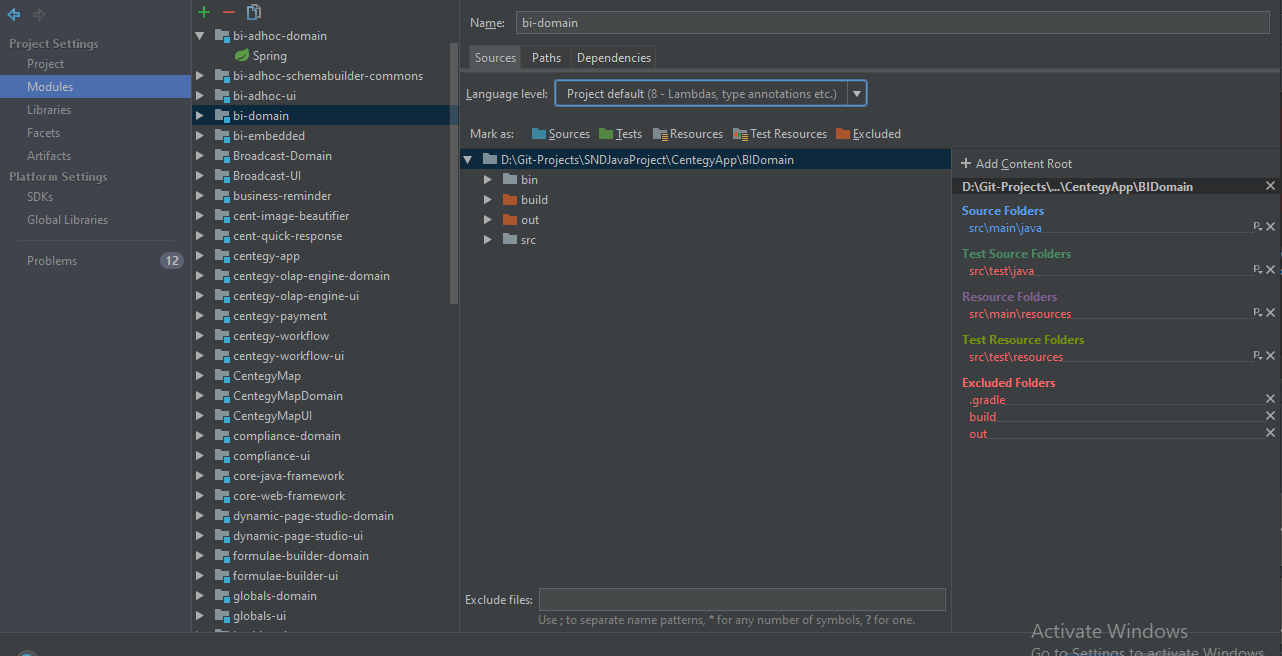 Project Settings
Project
Modules
Libraries
Facets
Artifacts
Platform Settings
SDKs
Global Libraries
Problems 12
bi-adhoc-domain
Spring
bi-adhoc-schemabuilder-commons
bi-adhoc-ui
bi-domain
bi-embedded
Broadcast-Domain
Broadcast-UI
business-reminder
cent-image-beautifier
cent-quick-response
centegy-app
centegy-olap-engine-domain
centegy-olap-engine-ui
centegy-payment
centegy-workflow
centegy-workflow-ui
CentegyMap
CentegyMapDomain
CentegyMapUI
compliance-domain
compliance-ui
core-java-framework
core-web-framework
dynamic-page-studio-domain
dynamic-page-studio-ui
formulae-builder-domain
formulae-builder-ui
globals-domain
globals-ui
Name: bi-domain
Sources Paths Dependencies
Language level: Project default (8 - Lambdas, type annotations etc.)
Mark as: Sources Tests Resources Test Resources Excluded
D:\Git-Projects\SNDJavaProject\CentegyApp\BIDomain
bin
build
out
src
Exclude files:
Use ; to separate name patterns, * for any number of symbols, ? for one.
+ Add Content Root
D:\Git-Projects\...\CentegyApp\BIDomain
Source Folders
src\main\java
Test Source Folders
src\test\java
Resource Folders
src\main\resources
Test Resource Folders
src\test\resources
Excluded Folders
.gradle
build
out
Activate Windows
Go to Settings to activate Windows.